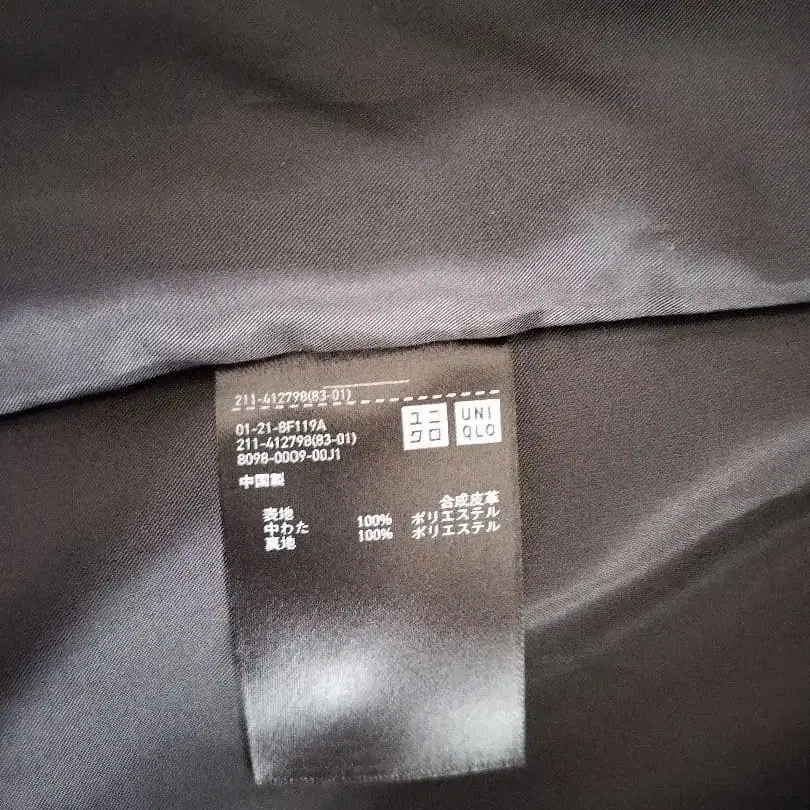 211-412798(83-01)
01-21-8F119A
211-412798(83-01)
8098-0009-00J1
ユニ
クロ
UNI
QLO
中国製
表地 合成皮革
中わた 100% ポリエステル
裏地 100% ポリエステル